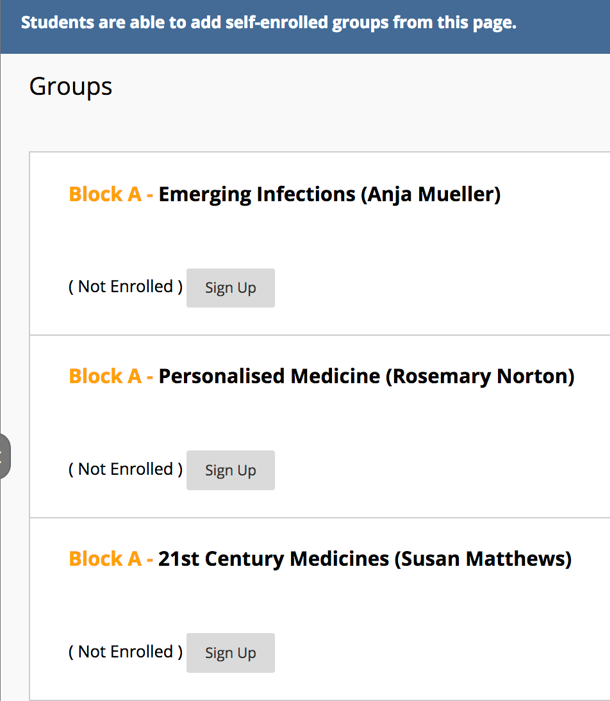 Students are able to add self-enrolled groups from this page.
Groups
Block A - Emerging Infections (Anja Mueller)
( Not Enrolled ) Sign Up
Block A - Personalised Medicine (Rosemary Norton)
( Not Enrolled ) Sign Up
Block A - 21st Century Medicines (Susan Matthews)
( Not Enrolled ) Sign Up